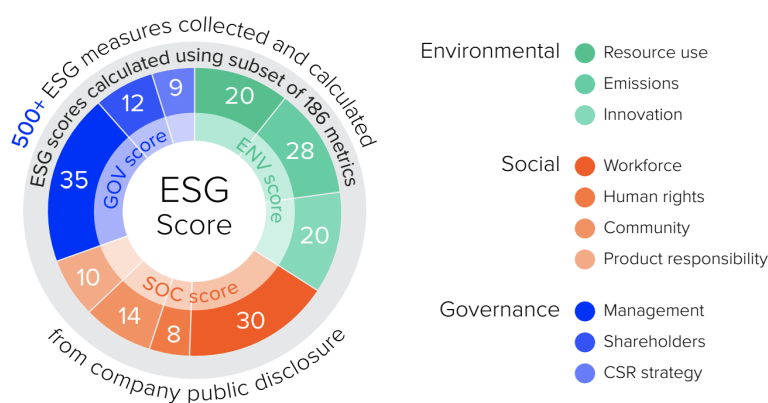 500+ ESG measures collected and calculated
ESG scores calculated using subset of 186 metrics
9
20
12
28
35
20
10
14
8
30
GOV score
ENV score
SOC score
ESG
Score
from company public disclosure
Environmental
Resource use
Emissions
Innovation
Social
Workforce
Human rights
Community
Product responsibility
Governance
Management
Shareholders
CSR strategy